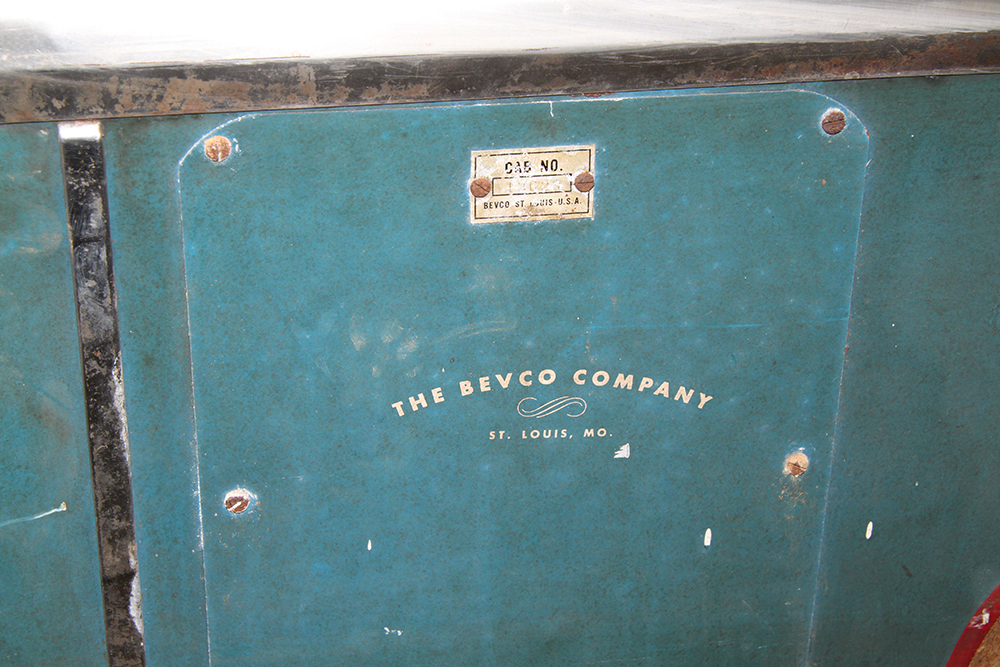 CAB NO.
BEVCO ST. LOUIS-U.S.A.
THE BEVCO COMPANY
ST. LOUIS, MO.